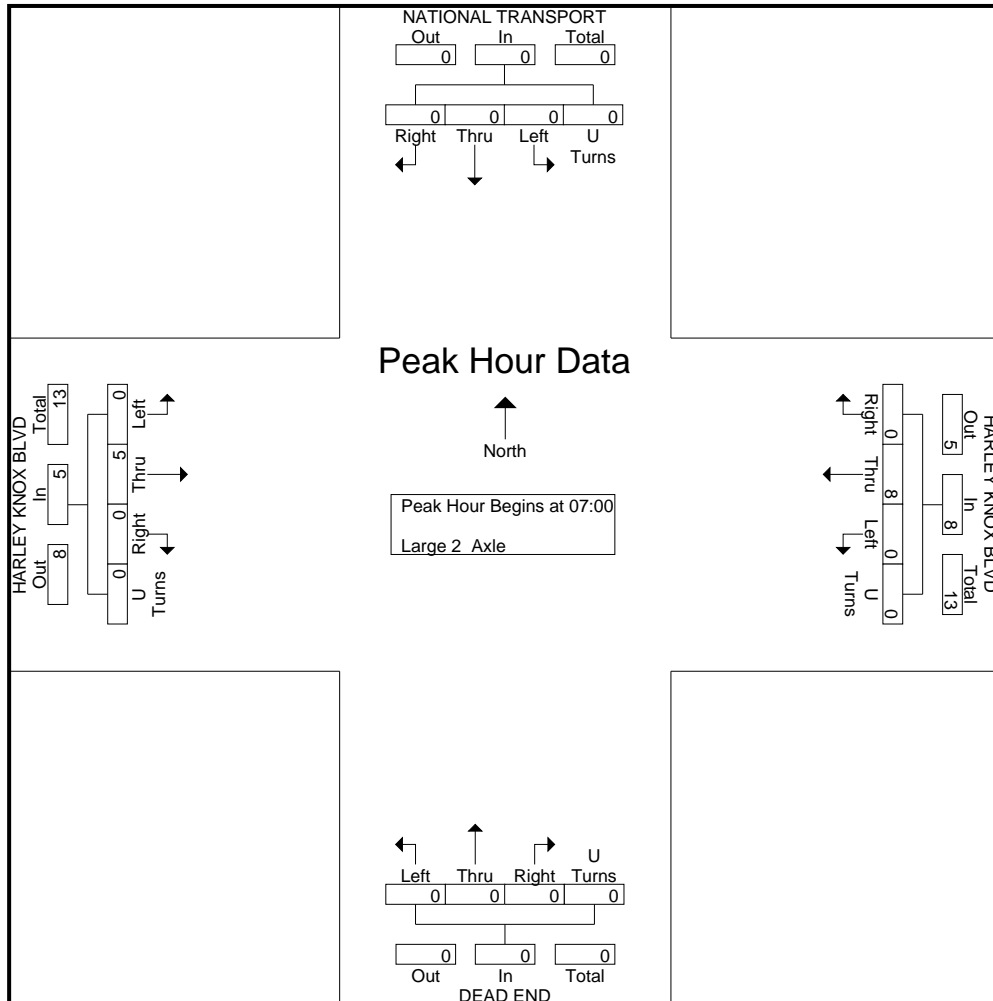 NATIONAL TRANSPORT
Out In Total
0 0 0
0 0 0 0
Right Thru Left U
Turns
Peak Hour Data
North
Peak Hour Begins at 07:00
Large 2 Axle
HARLEY KNOX BLVD
Total In Out
13 5 8
0 5 0 0
Left Thru Right U
Turns
HARLEY KNOX BLVD
Out In Total
5 8 13
0 8 0 0
Right Thru Left U
Turns
U
Left Thru Right Turns
0 0 0 0
0 0 0
Out In Total
DEAD END